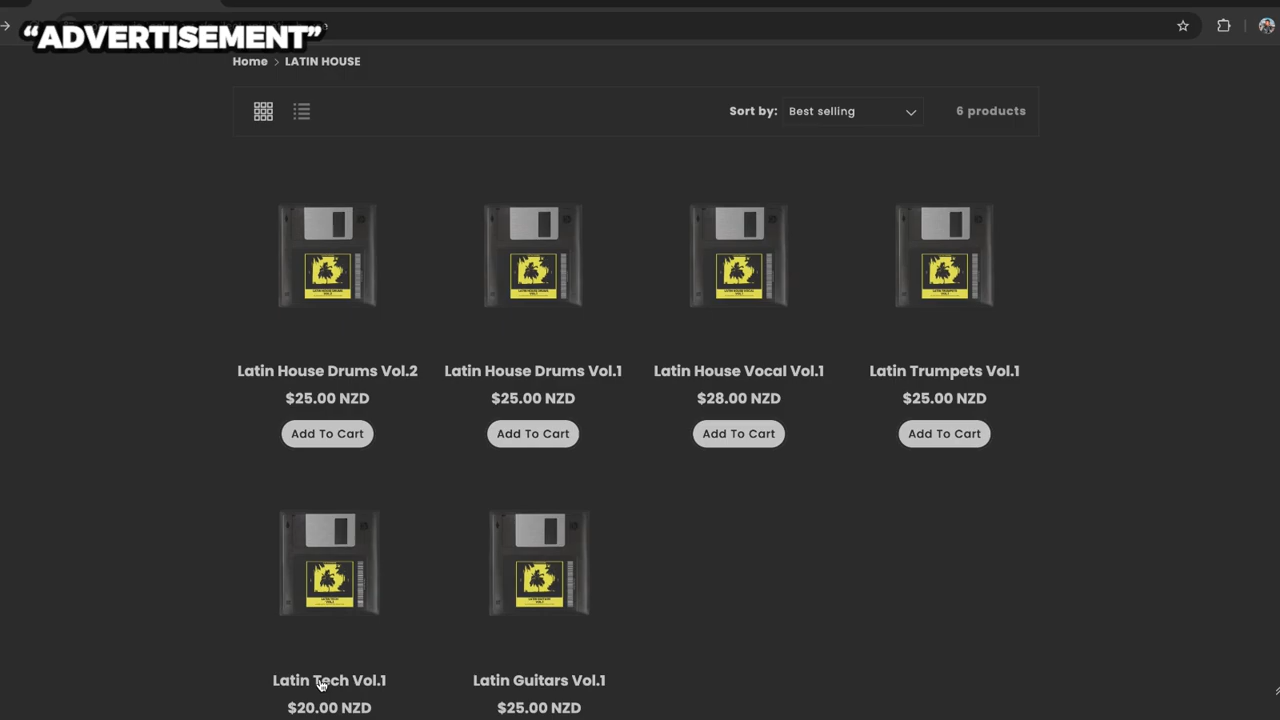 “ADVERTISEMENT”
Home > LATIN HOUSE
Sort by: Best selling 6 products
Latin House Drums Vol.2 Latin House Drums Vol.1 Latin House Vocal Vol.1 Latin Trumpets Vol.1
$25.00 NZD $25.00 NZD $28.00 NZD $25.00 NZD
Add To Cart Add To Cart Add To Cart Add To Cart
Latin Tech Vol.1 Latin Guitars Vol.1
$20.00 NZD $25.00 NZD